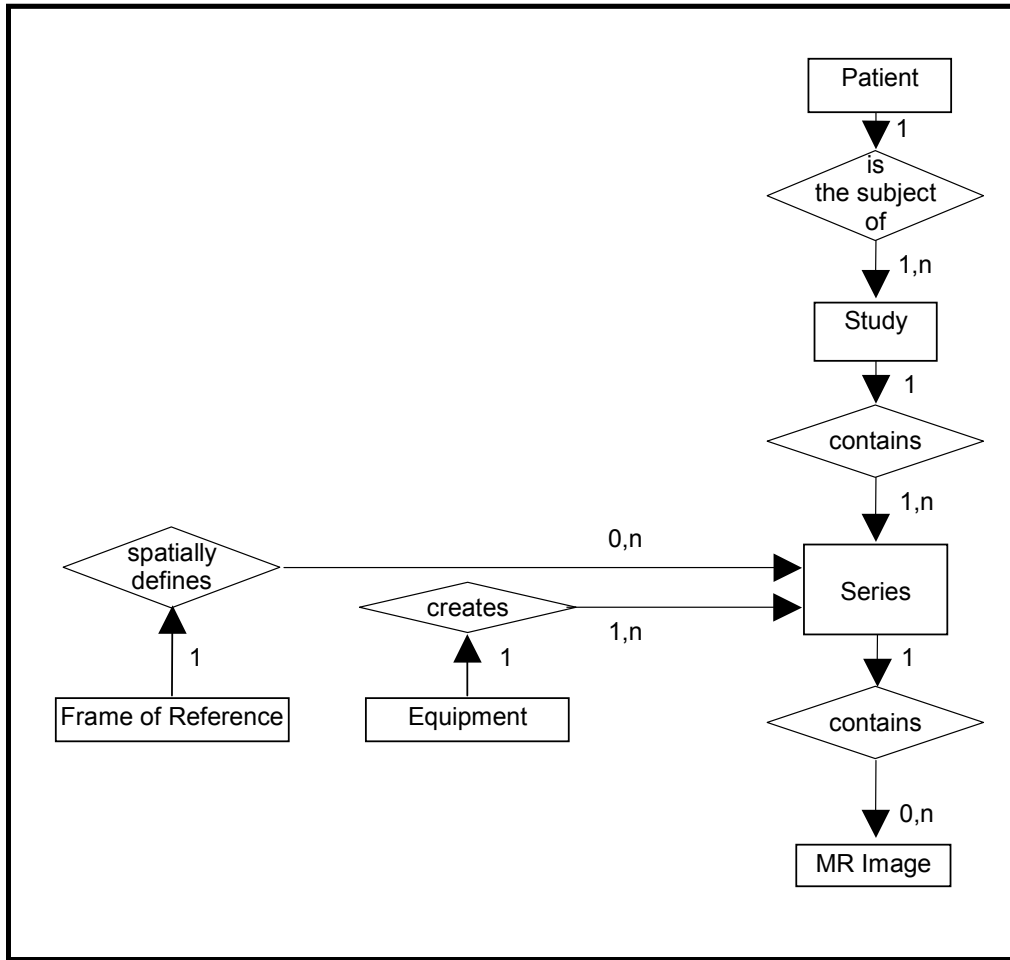 Patient
1
is
the subject
of
1,n
Study
1
contains
1,n
spatially
defines
0,n
Series
creates
1,n
1
1
1
Frame of Reference
Equipment
contains
0,n
MR Image